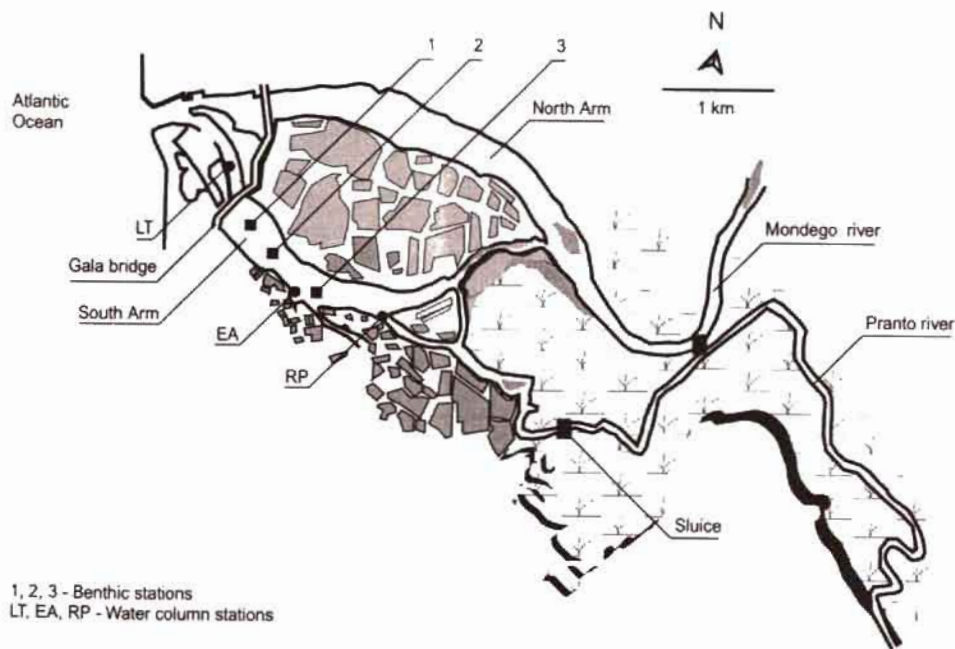 1
2
3
N
Atlantic
Ocean
1 km
North Arm
LT
Mondego river
Gala bridge
South Arm
EA
Pranto river
RP
Sluice
1, 2, 3 - Benthic stations
LT, EA, RP - Water column stations